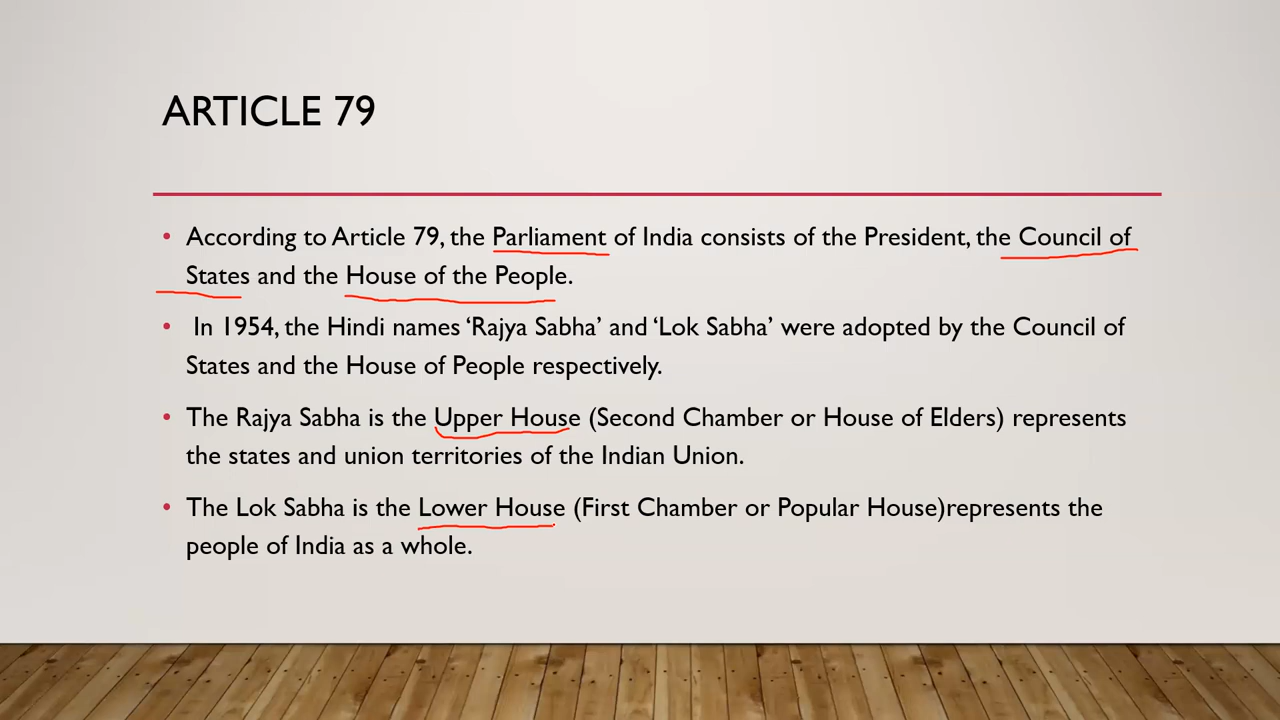 ARTICLE 79
• According to Article 79, the Parliament of India consists of the President, the Council of
States and the House of the People.
• In 1954, the Hindi names ‘Rajya Sabha’ and ‘Lok Sabha’ were adopted by the Council of
States and the House of People respectively.
• The Rajya Sabha is the Upper House (Second Chamber or House of Elders) represents
the states and union territories of the Indian Union.
• The Lok Sabha is the Lower House (First Chamber or Popular House)represents the
people of India as a whole.